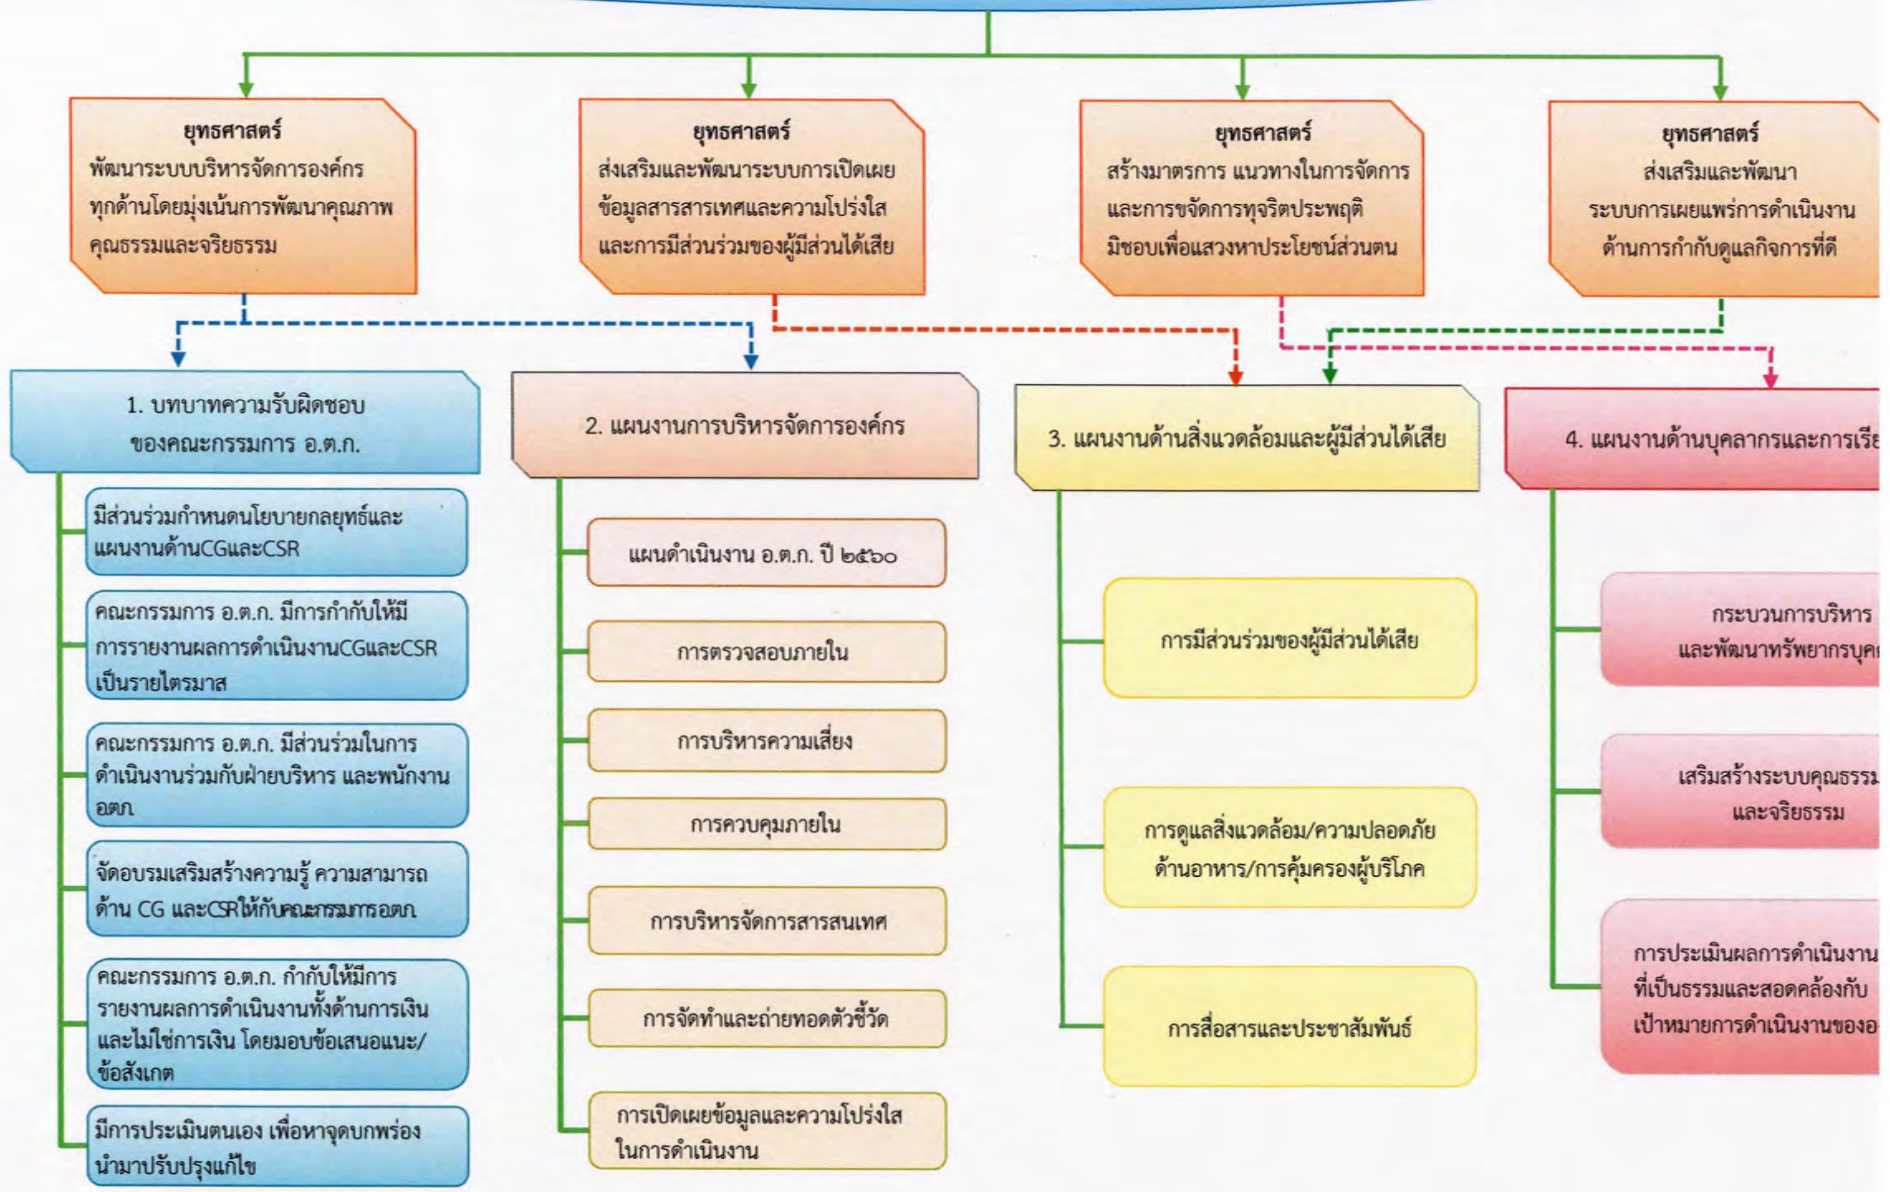 ยุทธศาสตร์
พัฒนาระบบบริหารจัดการองค์กร
ทุกด้านโดยมุ่งเน้นการพัฒนาคุณภาพ
คุณธรรมและจริยธรรม
ยุทธศาสตร์
ส่งเสริมและพัฒนาระบบการเปิดเผย
ข้อมูลสารสารเทศและความโปร่งใส
และการมีส่วนร่วมของผู้มีส่วนได้เสีย
ยุทธศาสตร์
สร้างมาตรการ แนวทางในการจัดการ
และการขจัดการทุจริตประพฤติ
มิชอบเพื่อแสวงหาประโยชน์ส่วนตน
ยุทธศาสตร์
ส่งเสริมและพัฒนา
ระบบการเผยแพร่การดำเนินงาน
ด้านการกำกับดูแลกิจการที่ดี
1. บทบาทความรับผิดชอบ
ของคณะกรรมการ อ.ต.ก.
มีส่วนร่วมกำหนดนโยบายกลยุทธ์และ
แผนงานด้านCGและCSR
คณะกรรมการ อ.ต.ก. มีการกำกับให้มี
การรายงานผลการดำเนินงานCGและCSR
เป็นรายไตรมาส
คณะกรรมการ อ.ต.ก. มีส่วนร่วมในการ
ดำเนินงานร่วมกับฝ่ายบริหาร และพนักงาน
อตก.
จัดอบรมเสริมสร้างความรู้ ความสามารถ
ด้าน CG และCSRให้กับคณะกรรมการอตก.
คณะกรรมการ อ.ต.ก. กำกับให้มีการ
รายงานผลการดำเนินงานทั้งด้านการเงิน
และไม่ใช่การเงิน โดยมอบข้อเสนอแนะ/
ข้อสังเกต
มีการประเมินตนเอง เพื่อหาจุดบกพร่อง
นำมาปรับปรุงแก้ไข
2. แผนงานการบริหารจัดการองค์กร
แผนดำเนินงาน อ.ต.ก. ปี ๒๕๖๐
การตรวจสอบภายใน
การบริหารความเสี่ยง
การควบคุมภายใน
การบริหารจัดการสารสนเทศ
การจัดทำและถ่ายทอดตัวชี้วัด
การเปิดเผยข้อมูลและความโปร่งใส
ในการดำเนินงาน
3. แผนงานด้านสิ่งแวดล้อมและผู้มีส่วนได้เสีย
การมีส่วนร่วมของผู้มีส่วนได้เสีย
การดูแลสิ่งแวดล้อม/ความปลอดภัย
ด้านอาหาร/การคุ้มครองผู้บริโภค
การสื่อสารและประชาสัมพันธ์
4. แผนงานด้านบุคลากรและการเรีย
กระบวนการบริหาร
และพัฒนาทรัพยากรบุค
เสริมสร้างระบบคุณธรรม
และจริยธรรม
การประเมินผลการดำเนินงาน
ที่เป็นธรรมและสอดคล้องกับ
เป้าหมายการดำเนินงานขององ